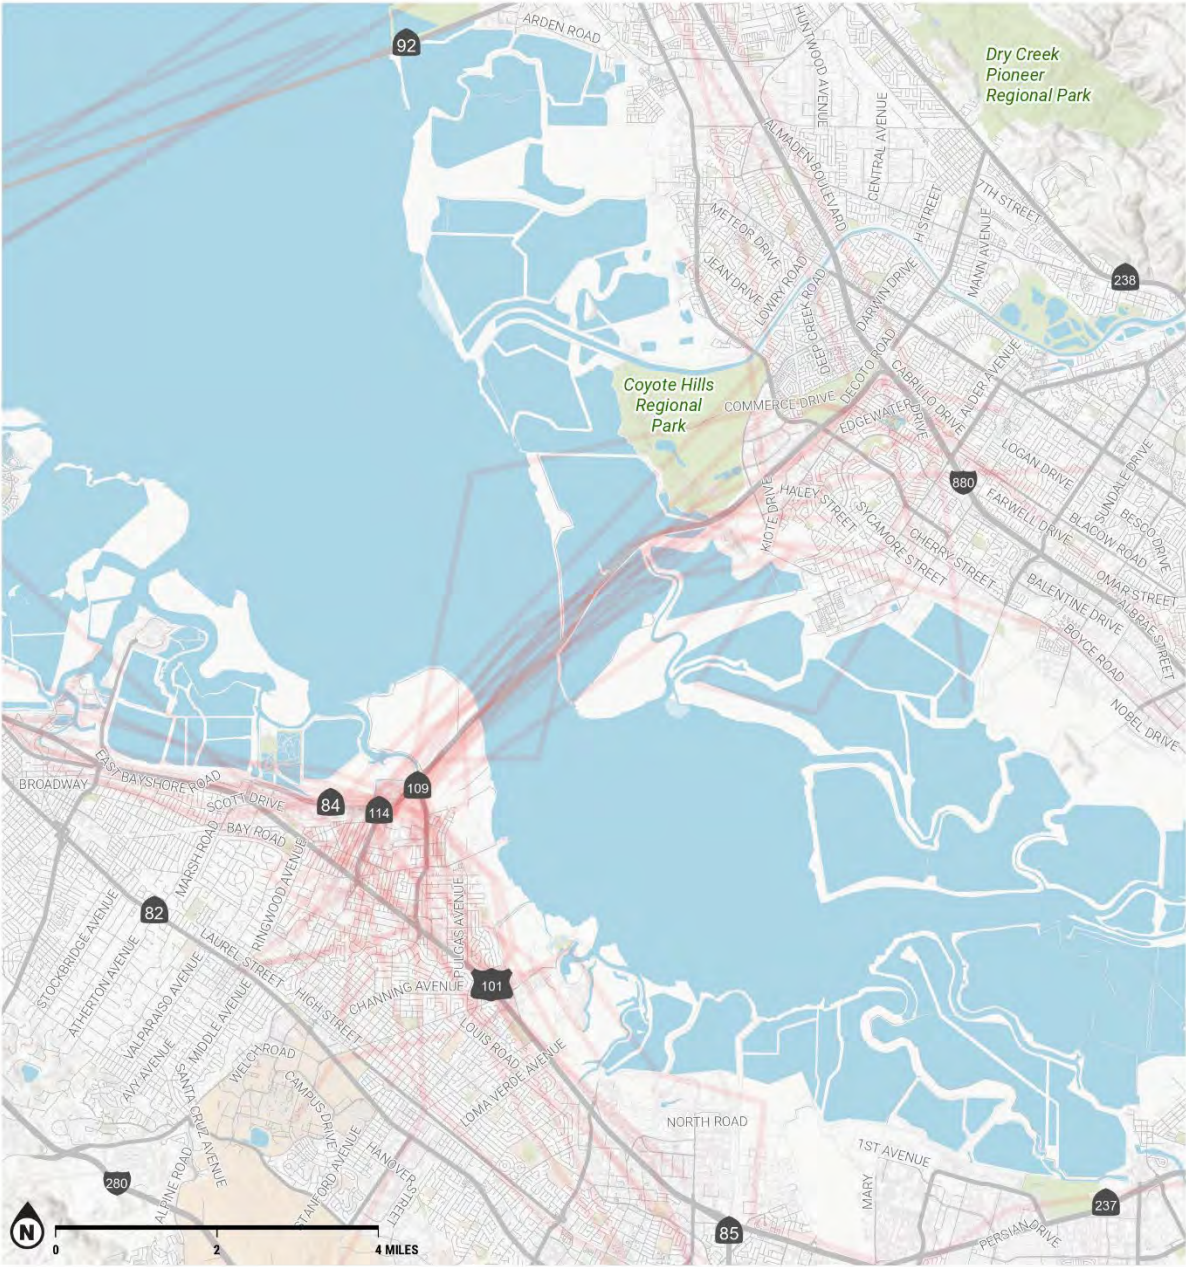 92
ARDEN ROAD
HUNTWOOD AVENUE
Dry Creek
Pioneer
Regional Park
ALMADEN BOULEVARD
CENTRAL AVENUE
7TH STREET
H STREET
MANN AVENUE
METEOR DRIVE
JEAN DRIVE
LOWRY ROAD
DEEP CREEK ROAD
DARWIN DRIVE
238
DECOTO ROAD
CABRILLO DRIVE
ALDER AVENUE
Coyote Hills
Regional
Park
COMMERCE DRIVE
EDGEWATER DRIVE
LOGAN DRIVE
SUNDALE DRIVE
880
KIOTE DRIVE
HALEY STREET
SYCAMORE STREET
CHERRY STREET
FARWELL DRIVE
BLACOW ROAD
BESCO DRIVE
OMAR STREET
ALBRAE STREET
BALENTINE DRIVE
BOYCE ROAD
NOBEL DRIVE
BROADWAY
EAST BAYSHORE ROAD
SCOTT DRIVE
84
114
109
BAY ROAD
MARSH ROAD
RINGWOOD AVENUE
82
STOCKBRIDGE AVENUE
ATHERTON AVENUE
VALPARAISO AVENUE
LAUREL STREET
MIDDLE AVENUE
HIGH STREET
CHANNING AVENUE
PULGAS AVENUE
101
LOUIS ROAD
LOMA VERDE AVENUE
AVY AVENUE
SANTA CRUZ AVENUE
WELCH ROAD
CAMPUS DRIVE
STANFORD AVENUE
HANOVER STREET
ALPINE ROAD
280
NORTH ROAD
1ST AVENUE
MARY
85
PERSIAN DRIVE
237
N
0 2 4 MILES